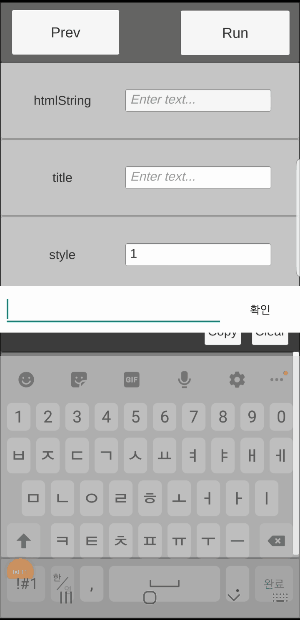 Prev Run
htmlString Enter text...
title Enter text...
style 1
확인
Copy Clear
GIF
1 2 3 4 5 6 7 8 9 0
ㅂ ㅈ ㄷ ㄱ ㅅ ㅛ ㅕ ㅑ ㅐ ㅔ
ㅁ ㄴ ㅇ ㄹ ㅎ ㅗ ㅓ ㅏ ㅣ
ㅋ ㅌ ㅊ ㅍ ㅠ ㅜ ㅡ
!#1 , . 완료